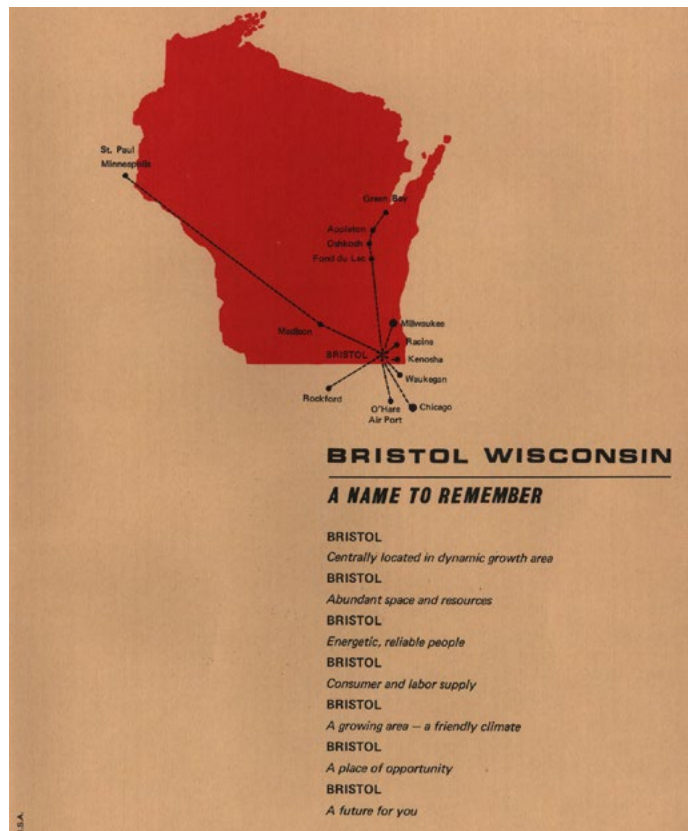 St. Paul
Minneapolis
Green Bay
Appleton
Oshkosh
Fond du Lac
Madison
Milwaukee
BRISTOL
Racine
Kenosha
Waukegan
Rockford
O'Hare
Air Port
Chicago
BRISTOL WISCONSIN
A NAME TO REMEMBER
BRISTOL
Centrally located in dynamic growth area
BRISTOL
Abundant space and resources
BRISTOL
Energetic, reliable people
BRISTOL
Consumer and labor supply
BRISTOL
A growing area — a friendly climate
BRISTOL
A place of opportunity
BRISTOL
A future for you
.S.A.